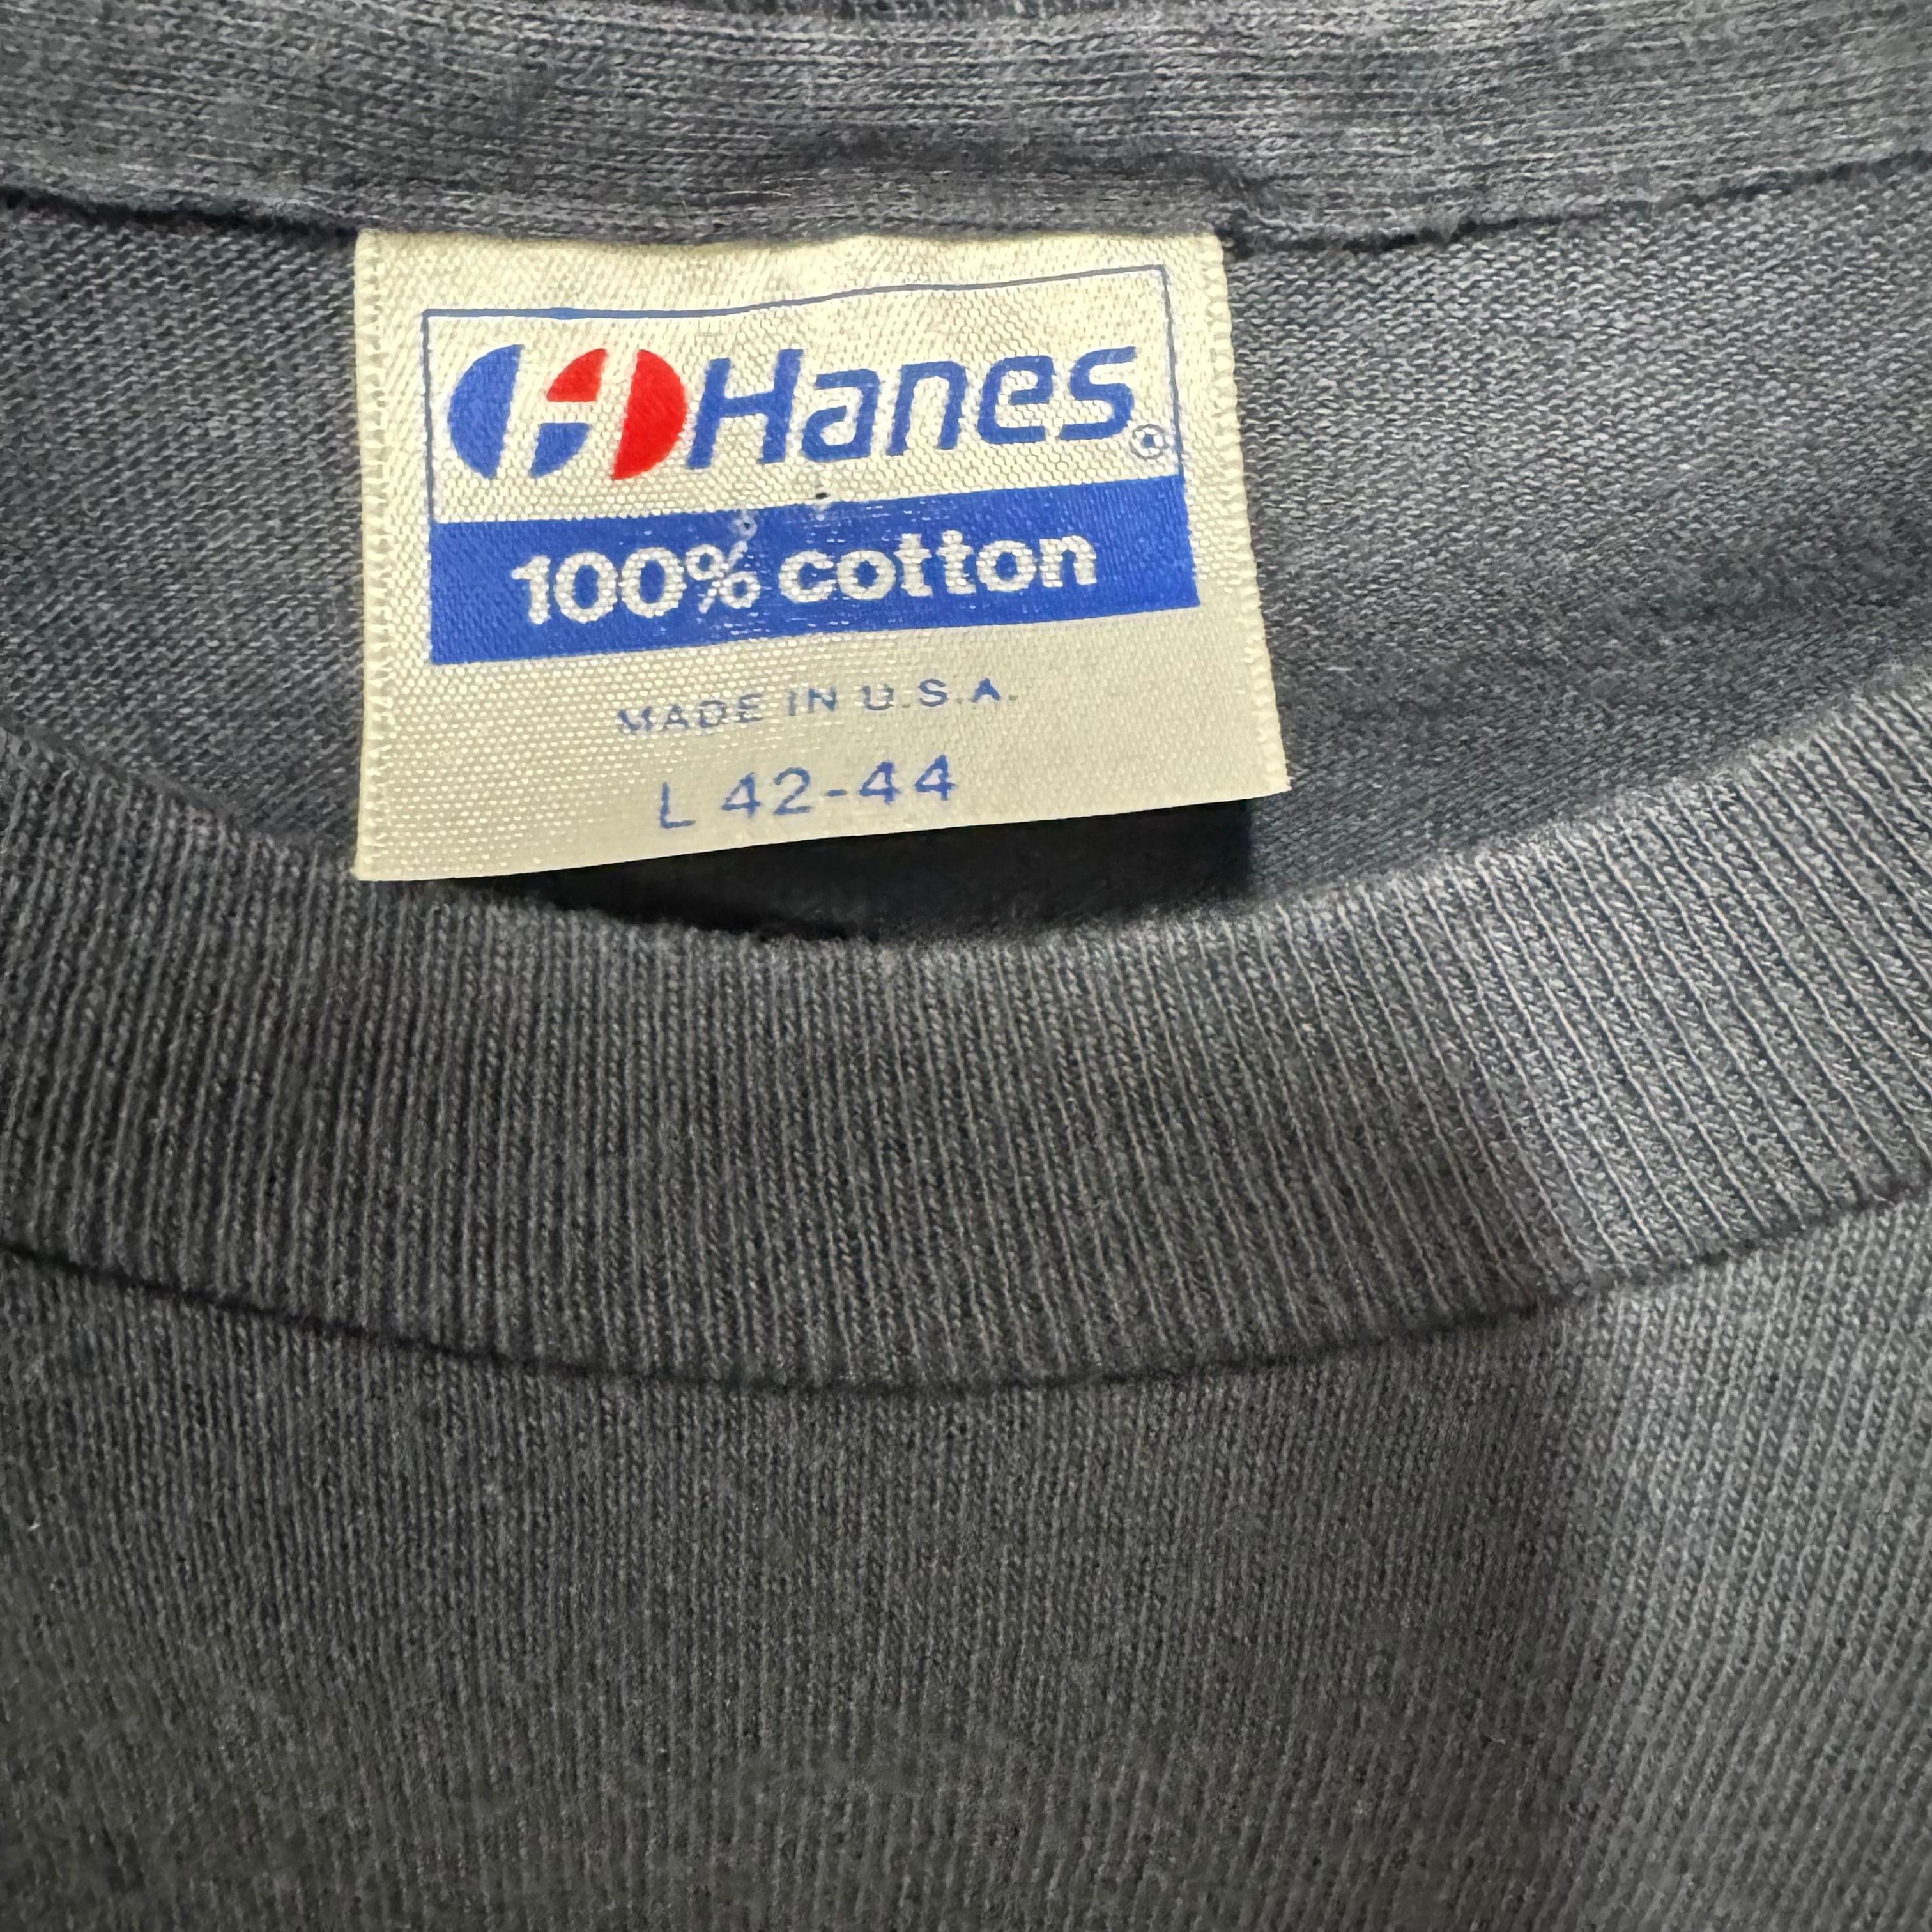 Hanes®
100% cotton
MADE IN U.S.A.
L 42-44